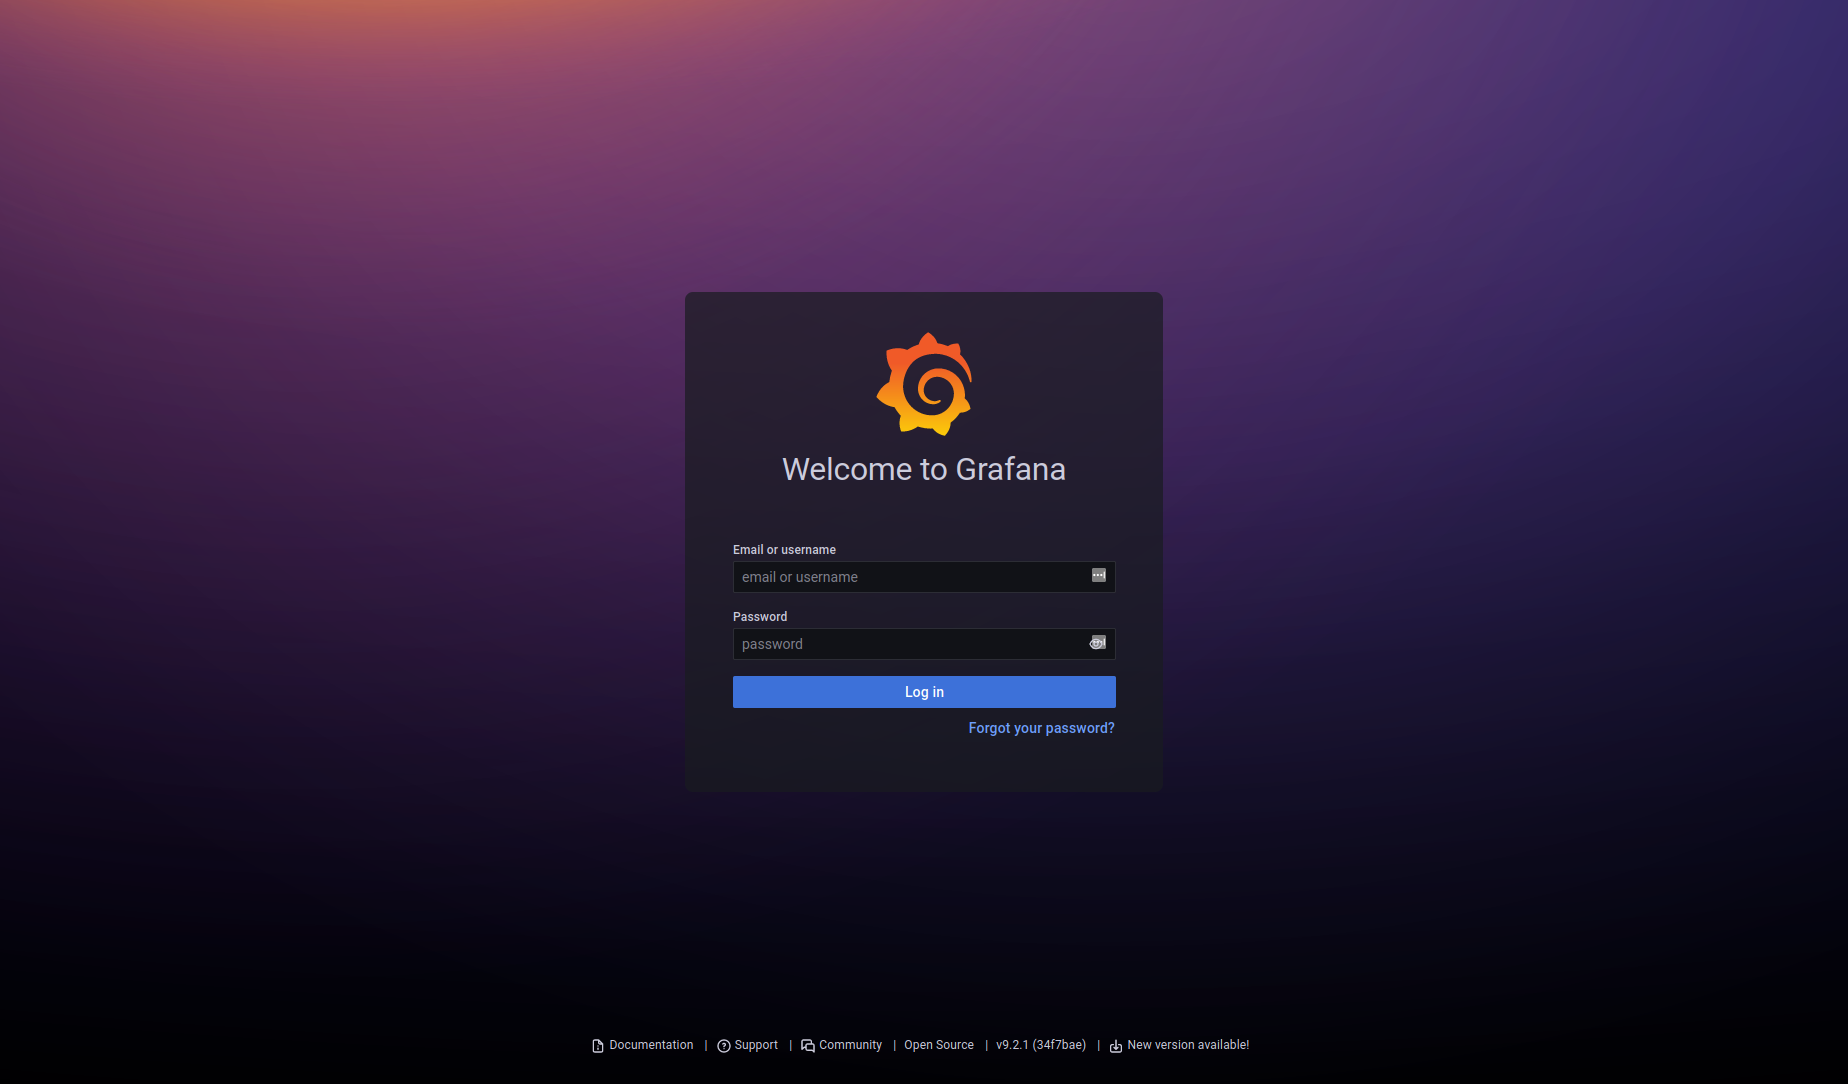 Welcome to Grafana
Email or username
email or username
Password
password
Log in
Forgot your password?
Documentation | Support | Community | Open Source | v9.2.1 (34f7bae) | New version available!